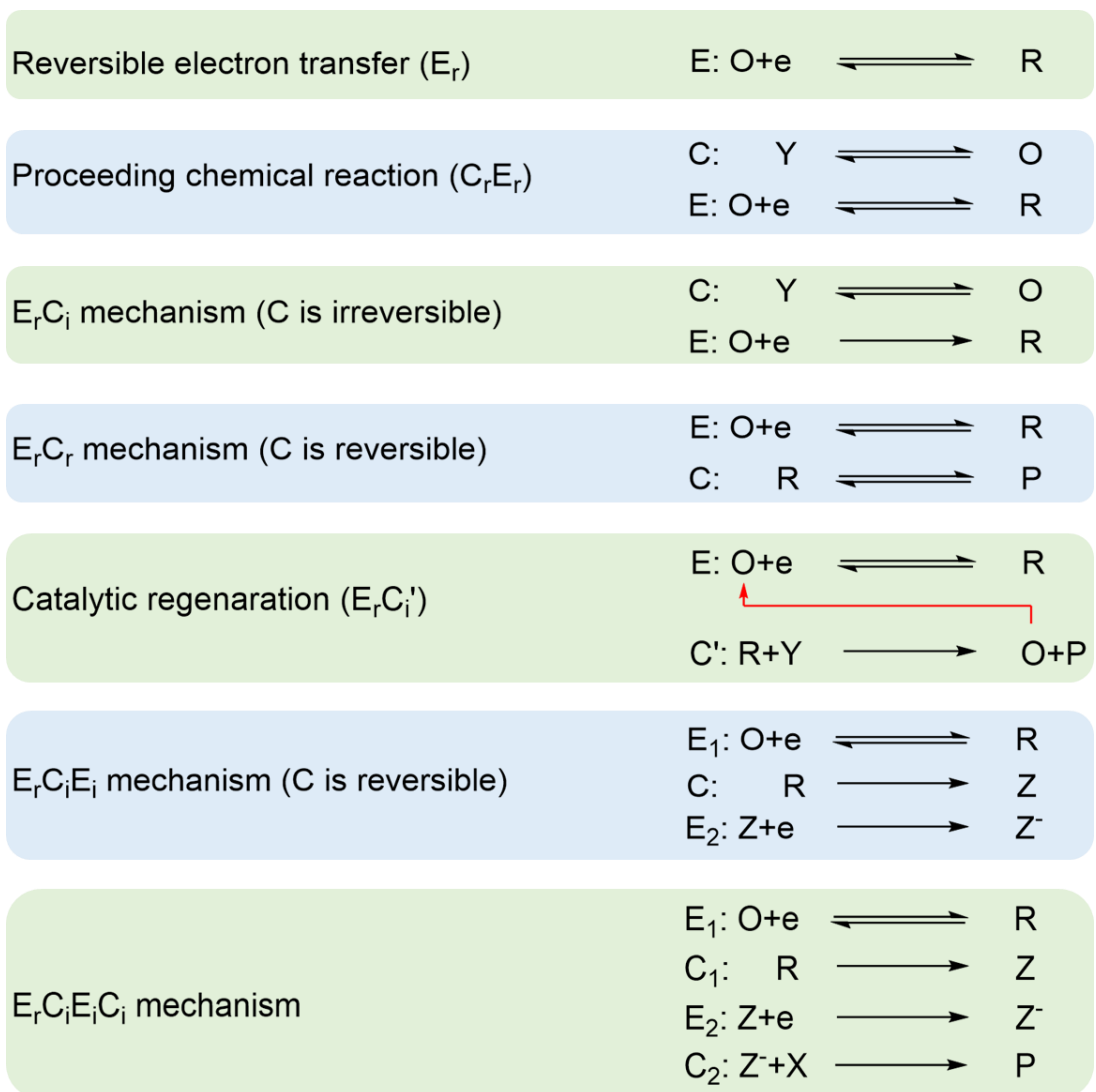 Reversible electron transfer (Er) E: O+e R
C: Y O
Proceeding chemical reaction (CrEr)
E: O+e R
C: Y O
ErCi mechanism (C is irreversible)
E: O+e R
E: O+e R
ErCr mechanism (C is reversible)
C: R P
E: O+e R
Catalytic regenaration (ErCi')
C': R+Y O+P
E1: O+e R
ErCiEi mechanism (C is reversible) C: R Z
E2: Z+e Z-
E1: O+e R
C1: R Z
ErCiEiCi mechanism
E2: Z+e Z-
C2: Z-+X P